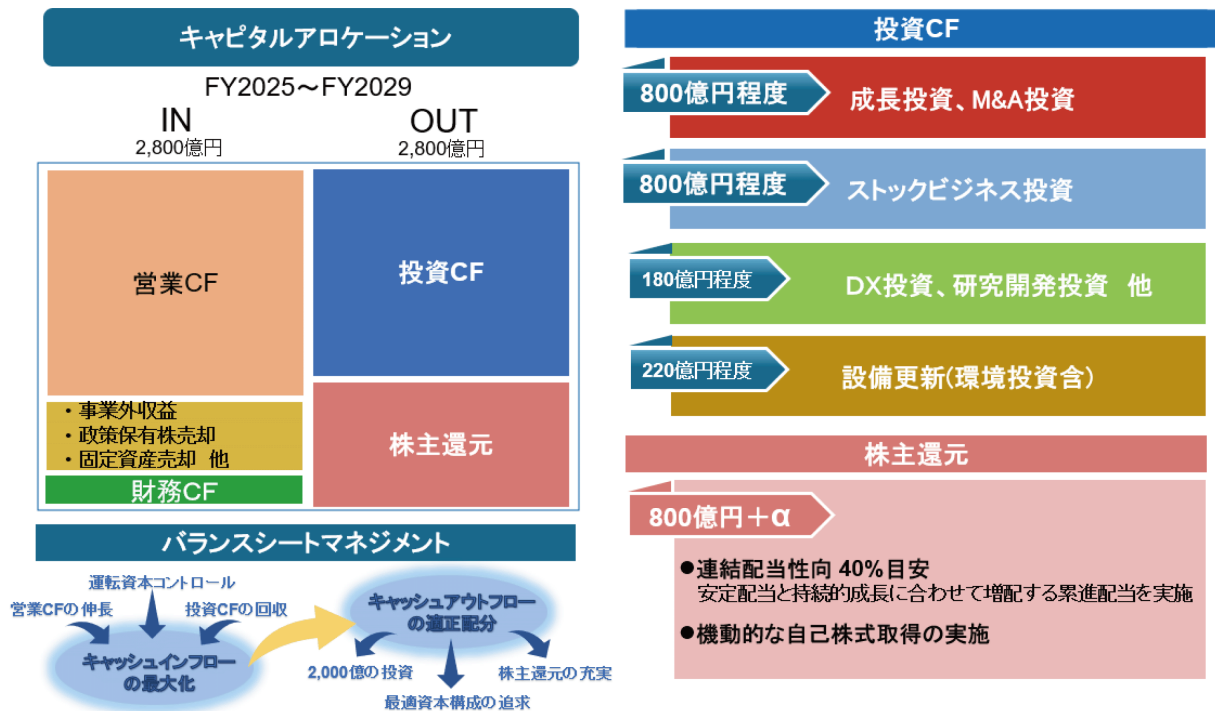 キャピタルアロケーション
FY2025～FY2029
IN
2,800億円
OUT
2,800億円
営業CF
・事業外収益
・政策保有株売却
・固定資産売却 他
財務CF
投資CF
株主還元
バランスシートマネジメント
運転資本コントロール
営業CFの伸長
投資CFの回収
キャッシュインフロー
の最大化
キャッシュアウトフロー
の適正配分
2,000億の投資
株主還元の充実
最適資本構成の追求
投資CF
800億円程度
成長投資、M&A投資
800億円程度
ストックビジネス投資
180億円程度
DX投資、研究開発投資 他
220億円程度
設備更新(環境投資含)
株主還元
800億円＋α
●連結配当性向 40%目安
安定配当と持続的成長に合わせて増配する累進配当を実施
●機動的な自己株式取得の実施